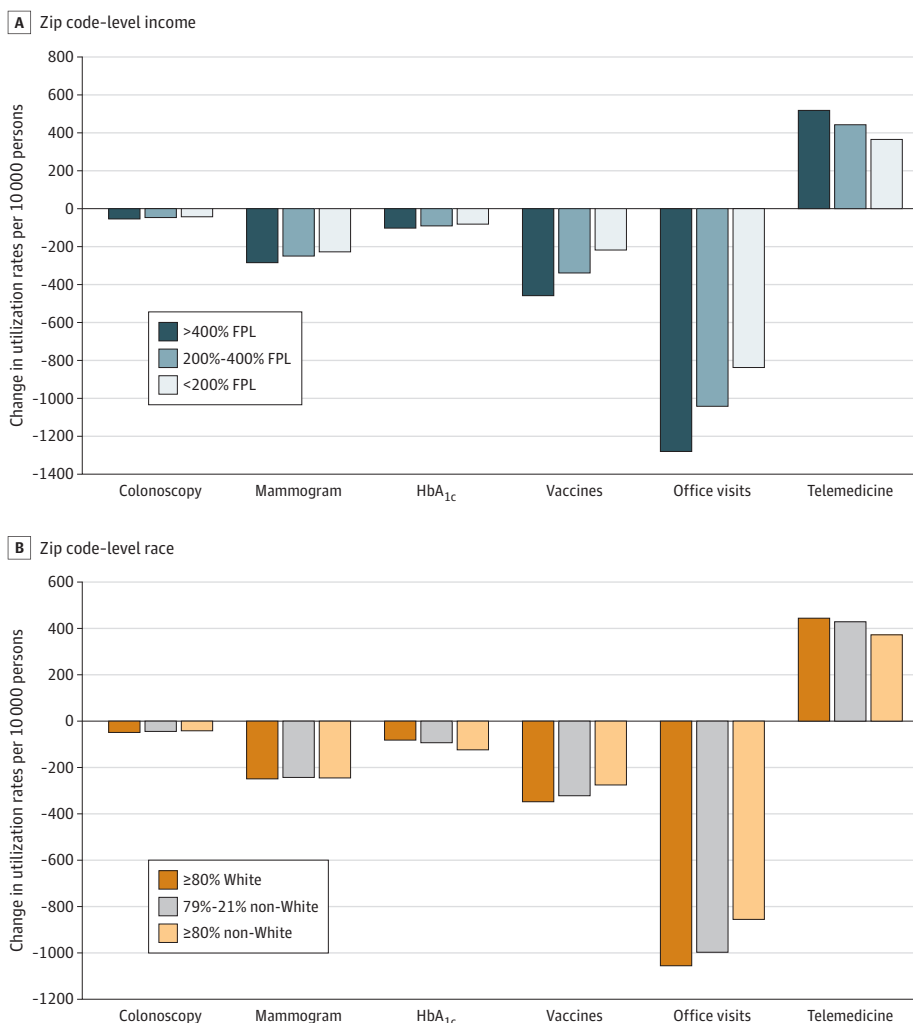 A Zip code-level income
Change in utilization rates per 10 000 persons
800
600
400
200
0
-200
-400
-600
-800
-1000
-1200
-1400
>400% FPL
200%-400% FPL
<200% FPL
Colonoscopy Mammogram HbA1c Vaccines Office visits Telemedicine
B Zip code-level race
Change in utilization rates per 10 000 persons
600
400
200
0
-200
-400
-600
-800
-1000
-1200
≥80% White
79%-21% non-White
≥80% non-White
Colonoscopy Mammogram HbA1c Vaccines Office visits Telemedicine